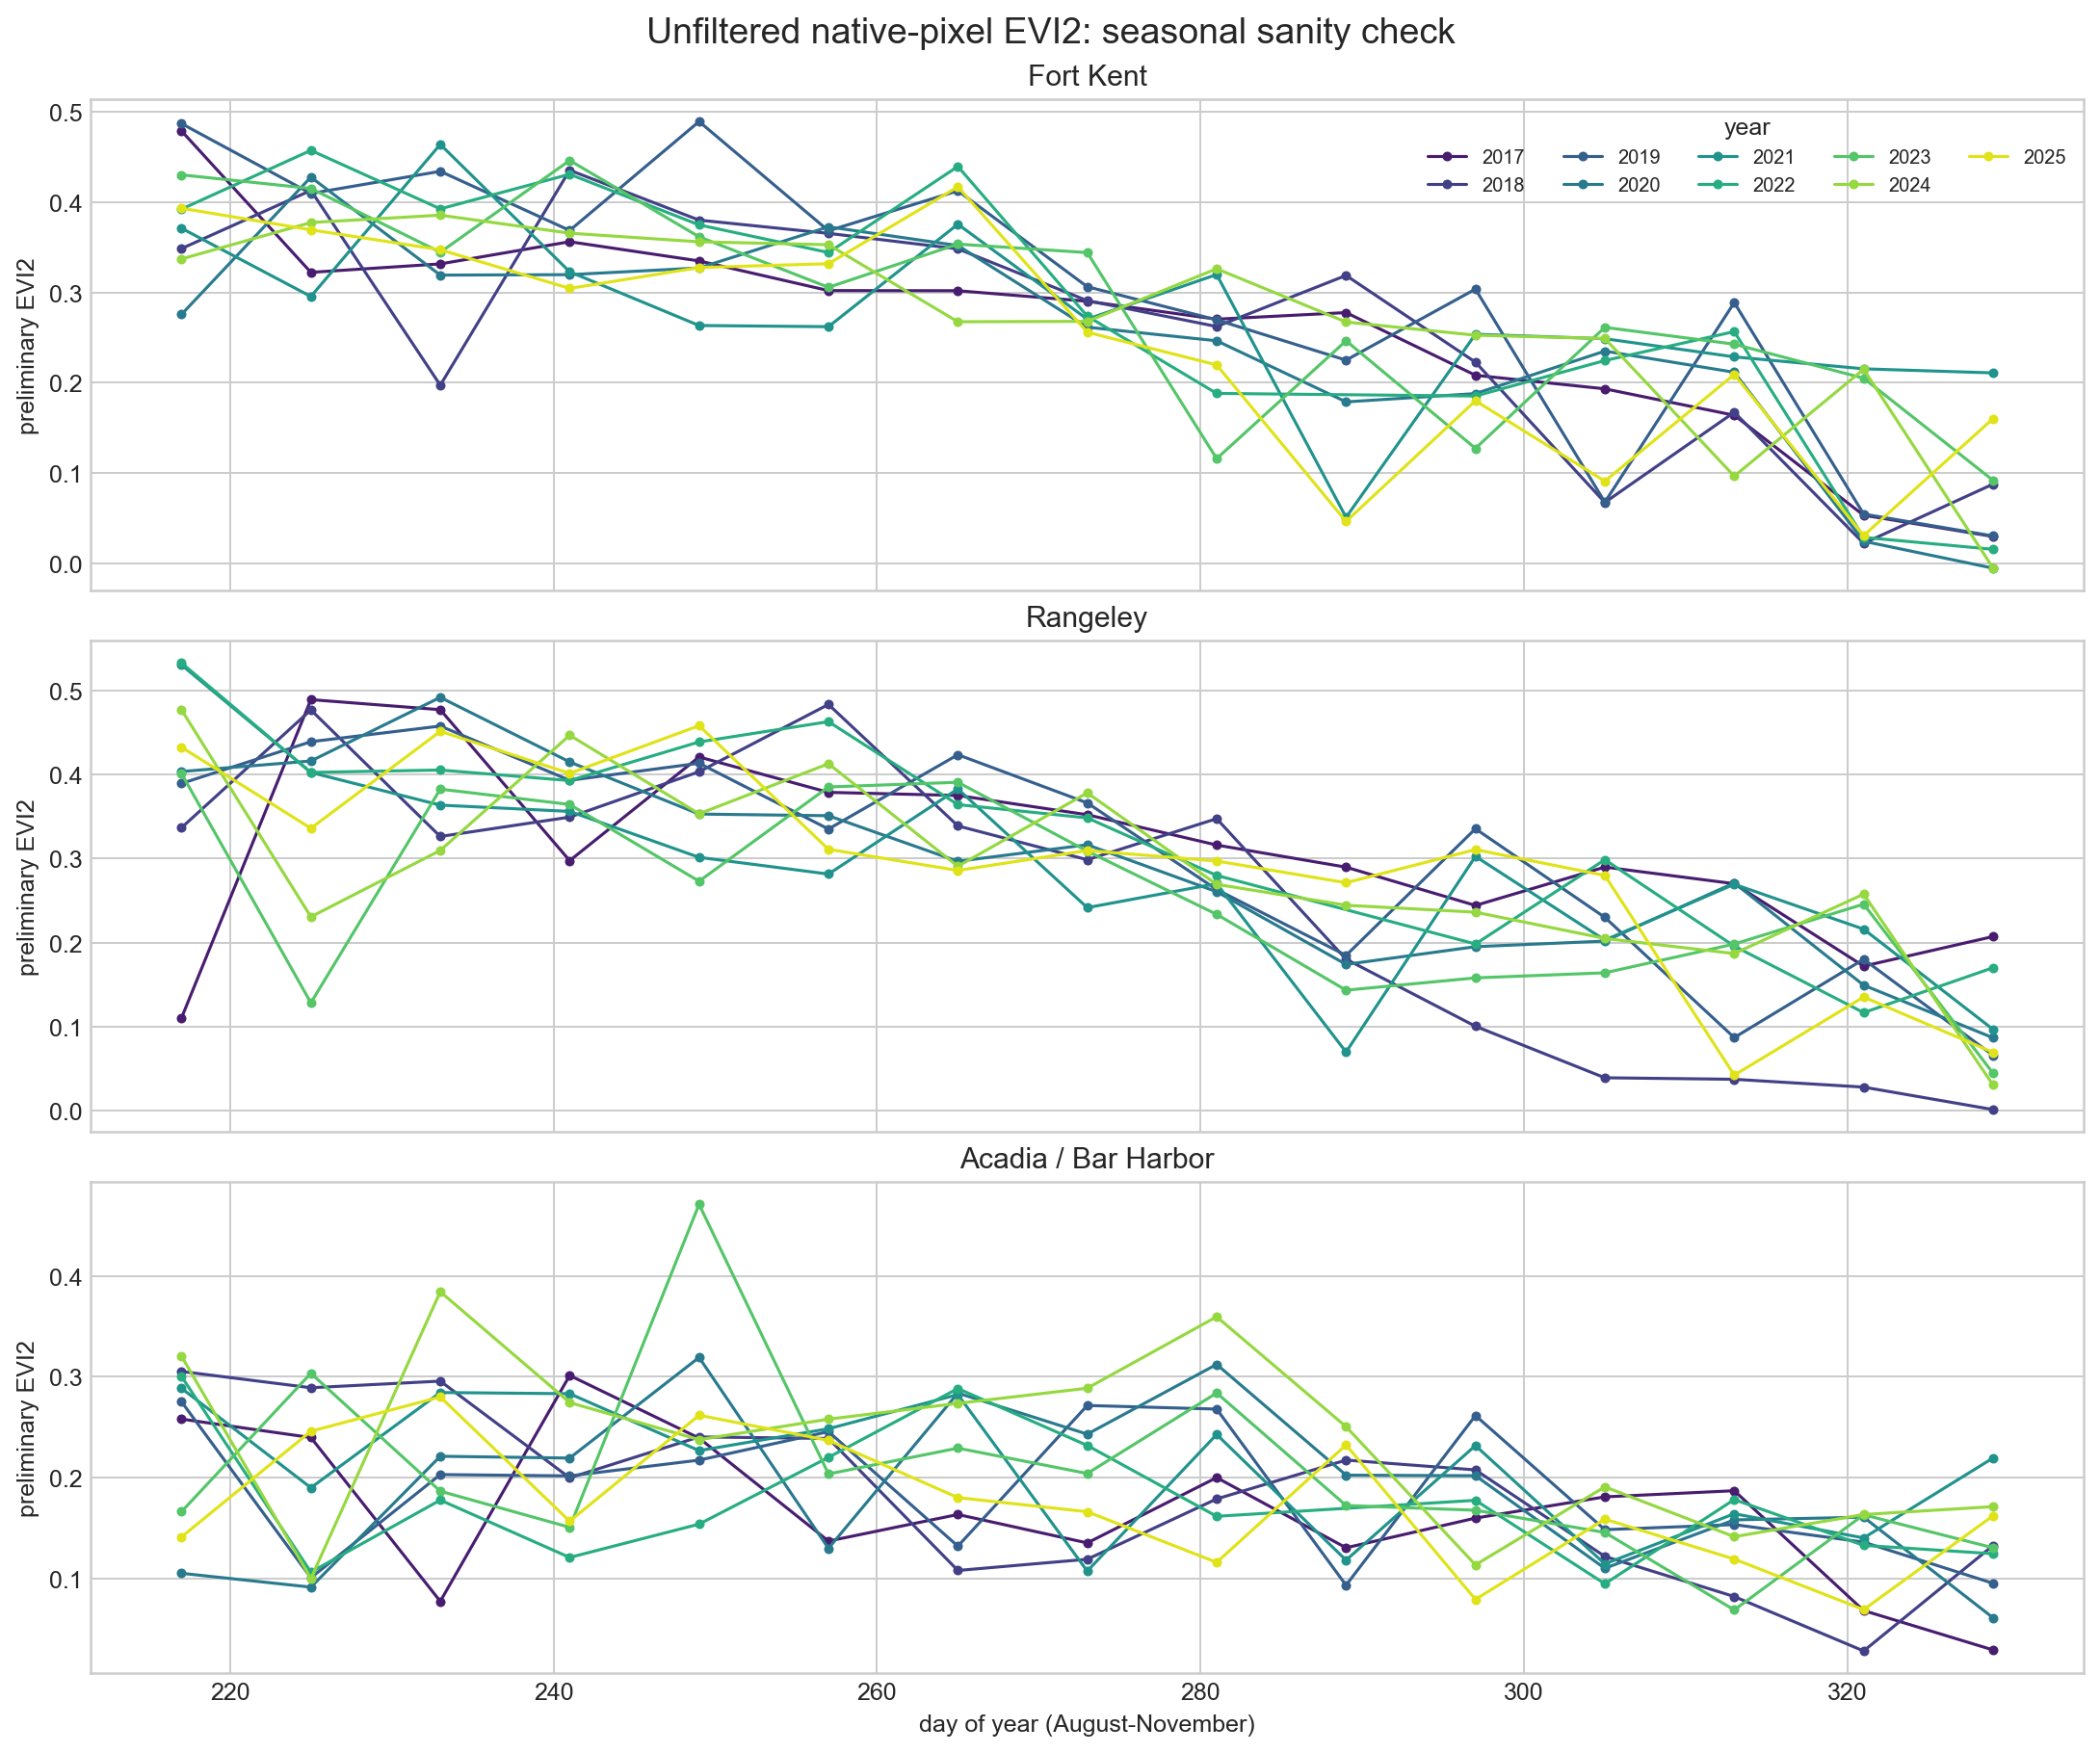 Unfiltered native-pixel EVI2: seasonal sanity check
Fort Kent
0.5
0.4
0.3
0.2
0.1
0.0
preliminary EVI2
year
2017 2019 2021 2023 2025
2018 2020 2022 2024
Rangeley
0.5
0.4
0.3
0.2
0.1
0.0
preliminary EVI2
Acadia / Bar Harbor
0.4
0.3
0.2
0.1
preliminary EVI2
220 240 260 280 300 320
day of year (August-November)